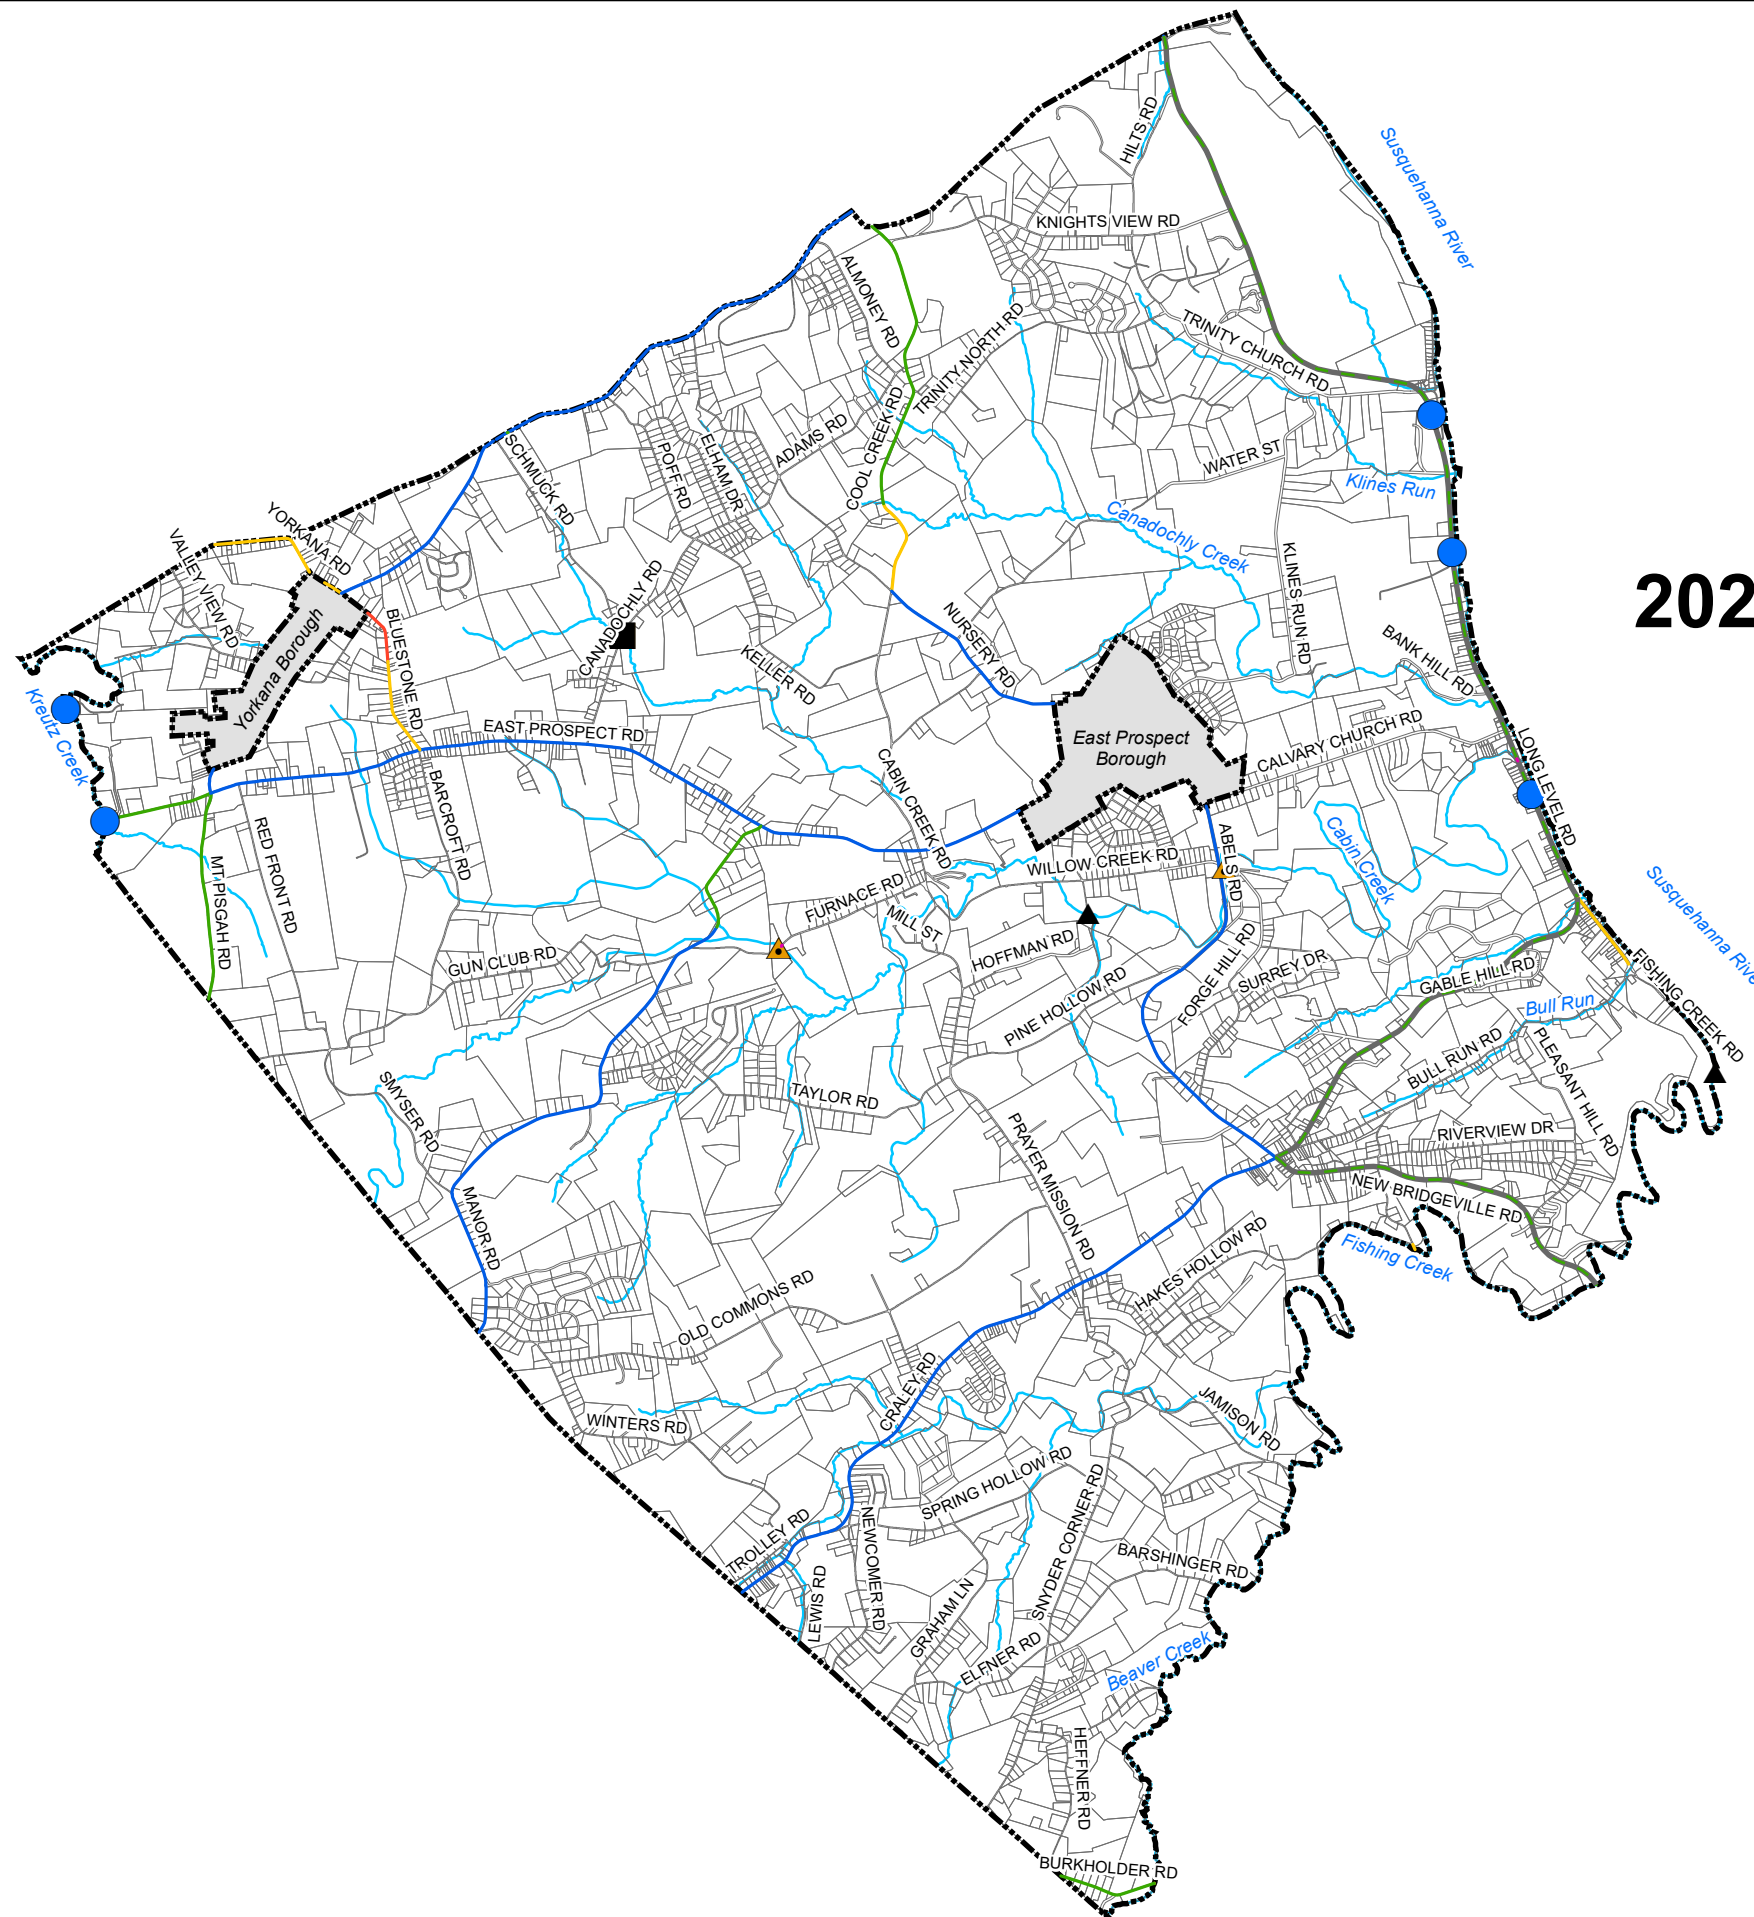 HILTS RD
Susquehanna River
KNIGHTS VIEW RD
ALMONEY RD
TRINITY NORTH RD
TRINITY CHURCH RD
COOL CREEK RD
ADAMS RD
ELHAM DR
POFF RD
SCHMUCK RD
WATER ST
Klines Run
Canadochly Creek
YORKANA RD
VALLEY VIEW RD
Yorkana Borough
BLUESTONE RD
CANADOCHLY RD
KELLER RD
NURSERY RD
KLINES RUN RD
BANK HILL RD
202
Kreutz Creek
EAST PROSPECT RD
East Prospect
Borough
CALVARY CHURCH RD
LONG LEVEL RD
CABIN CREEK RD
BARCROFT RD
RED FRONT RD
MT PISGAH RD
WILLOW CREEK RD
ABELS RD
Cabin Creek
FURNACE RD
MILL ST
GUN CLUB RD
HOFFMAN RD
PINE HOLLOW RD
FORGE HILL RD
SURREY DR
GABLE HILL RD
Susquehanna Rive
FISHING CREEK RD
Bull Run
BULL RUN RD
PLEASANT HILL RD
SMYSER RD
TAYLOR RD
PRAYER MISSION RD
RIVERVIEW DR
NEW BRIDGEVILLE RD
MANOR RD
HAKES HOLLOW RD
Fishing Creek
OLD COMMONS RD
CRALEY RD
WINTERS RD
JAMISON RD
SPRING HOLLOW RD
SNYDER CORNER RD
TROLLEY RD
NEWCOMER RD
LEWIS RD
BARSHINGER RD
GRAHAM LN
ELFNER RD
Beaver Creek
HEFFNER RD
BURKHOLDER RD